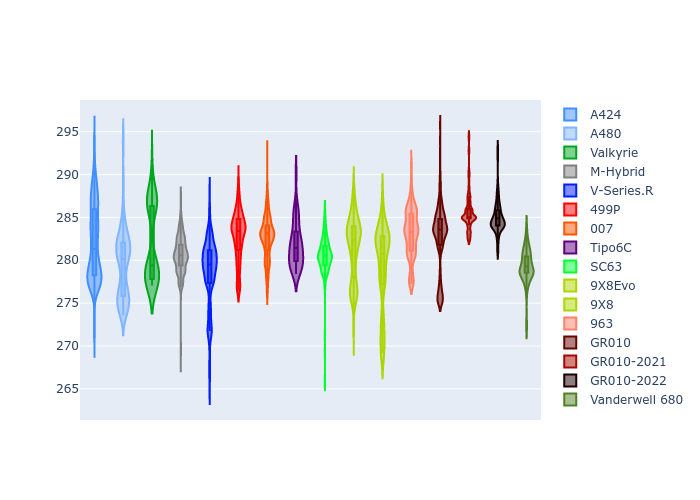 295
290
285
280
275
270
265
A424
A480
Valkyrie
M-Hybrid
V-Series.R
499P
007
Tipo6C
SC63
9X8Evo
9X8
963
GR010
GR010-2021
GR010-2022
Vanderwell 680